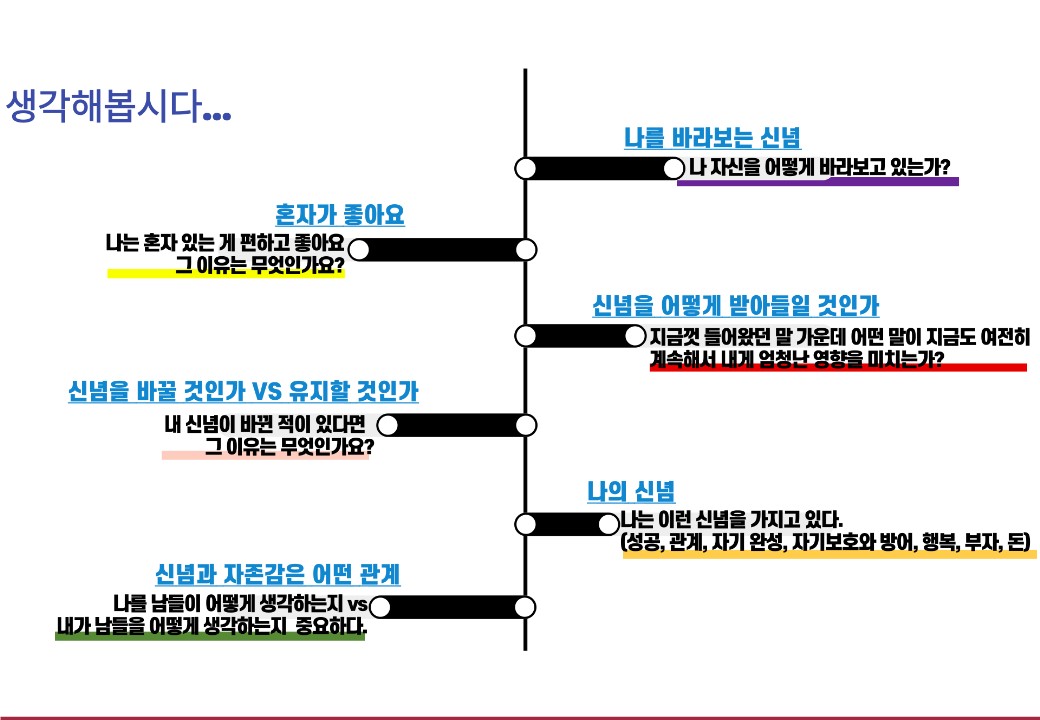 생각해봅시다...
나를 바라보는 신념
나 자신을 어떻게 바라보고 있는가?
혼자가 좋아요
나는 혼자 있는 게 편하고 좋아요
그 이유는 무엇인가요?
신념을 어떻게 받아들일 것인가
지금껏 들어왔던 말 가운데 어떤 말이 지금도 여전히
계속해서 내게 엄청난 영향을 미치는가?
신념을 바꿀 것인가 VS 유지할 것인가
내 신념이 바뀐 적이 있다면
그 이유는 무엇인가요?
나의 신념
나는 이런 신념을 가지고 있다.
(성공, 관계, 자기 완성, 자기보호와 방어, 행복, 부자, 돈)
신념과 자존감은 어떤 관계
나를 남들이 어떻게 생각하는지 vs
내가 남들을 어떻게 생각하는지 중요하다.